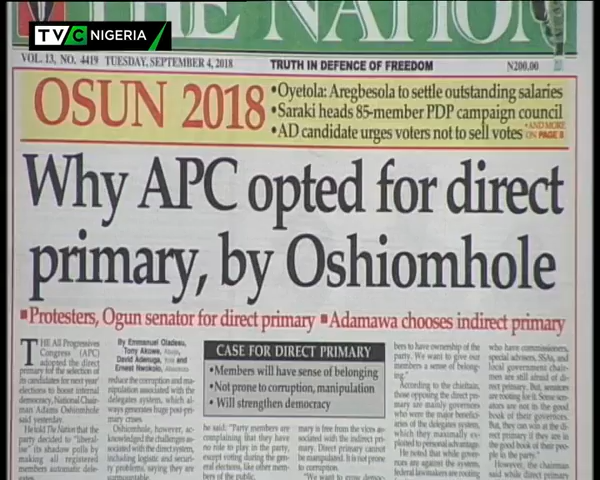 TVC NIGERIA
THE NATION
VOL. 13, NO. 4419 TUESDAY, SEPTEMBER 4, 2018 TRUTH IN DEFENCE OF FREEDOM N200.00
OSUN 2018
•Oyetola: Aregbesola to settle outstanding salaries
•Saraki heads 85-member PDP campaign council
•AD candidate urges voters not to sell votes •AND MORE ON PAGE 8
Why APC opted for direct
primary, by Oshiomhole
▪Protesters, Ogun senator for direct primary ▪Adamawa chooses indirect primary
THE All Progressives
Congress (APC)
adopted the direct
primary for the selection of
its candidates for next year
elections to boost internal
democracy, National Chair-
man Adams Oshiomhole
said yesterday.
He told The Nation that the
party decided to "liberal-
ise" its shadow polls by
making all registered
members automatic dele-
By Emmanuel Oladesu,
Tony Akowe,
David Adenuga, and
Ernest Nwokolo,
reduce the corruption and ma-
nipulation associated with the
delegates system, which al-
ways generates huge post-pri-
mary crises.
Oshiomhole, however, ac-
knowledged the challenges as-
sociated with the direct system,
including logistic and securi-
ty problems, saying they are
surmountable.
CASE FOR DIRECT PRIMARY
•Members will have sense of belonging
•Not prone to corruption, manipulation
•Will strengthen democracy
he said: "Party members are
complaining that they have
no role to play in the party,
except voting during the gen-
eral elections, like other mem-
bers of the public.
mary is free from the vices as-
sociated with the indirect pri-
mary. Direct primary cannot
be manipulated. It is not prone
to corruption.
"We want to grow democ-
bers to have ownership of the
party. We want to give our
members a sense of belong-
ing."
According to the chieftain,
those opposing the direct pri-
mary are mainly governors
who were the major benefici-
aries of the delegates system,
which they maximally ex-
ploited to personal advantage.
He noted that while govern-
ors are against the system,
federal lawmakers are rooting
who have commissioners,
special advisers, SSAs, and
local government chair-
men are still afraid of di-
rect primary. But, senators
are rooting for it. Some sen-
ators are not in the good
book of their governors.
But, they can win at the di-
rect primary if they are in
the good book of their peo-
ple in the party."
However, the chairman
said while direct primary